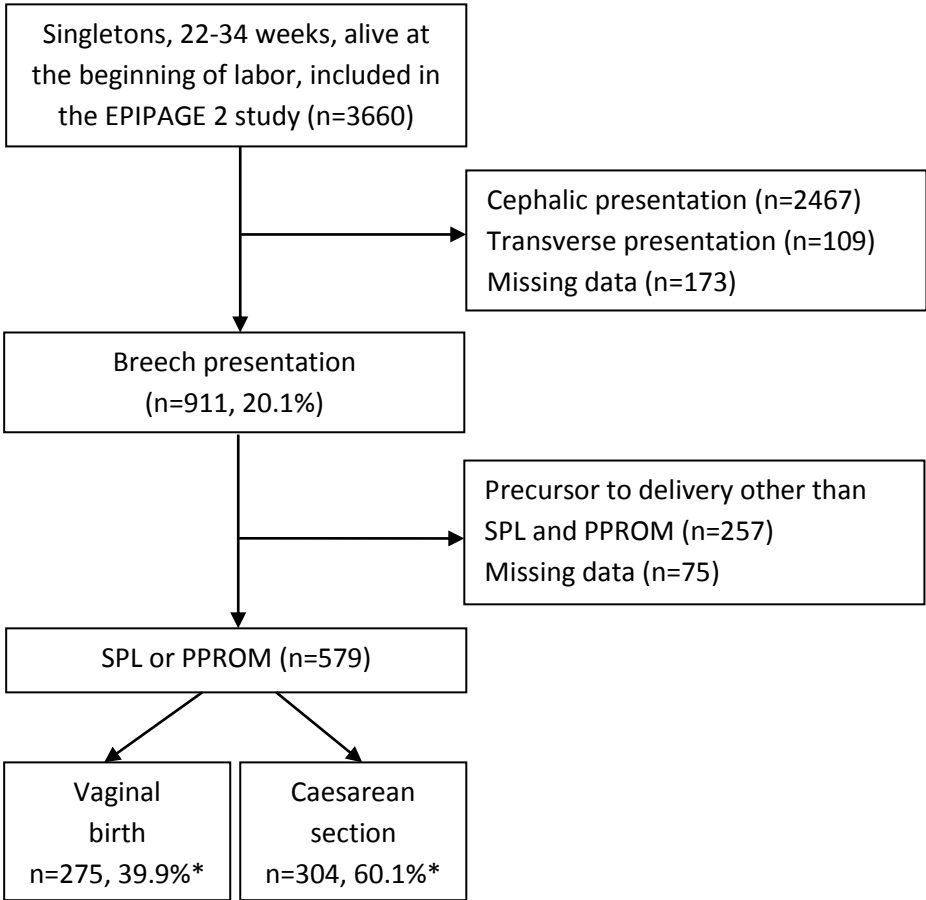 Singletons, 22-34 weeks, alive at
the beginning of labor, included in
the EPIPAGE 2 study (n=3660)
Cephalic presentation (n=2467)
Transverse presentation (n=109)
Missing data (n=173)
Breech presentation
(n=911, 20.1%)
Precursor to delivery other than
SPL and PPROM (n=257)
Missing data (n=75)
SPL or PPROM (n=579)
Vaginal
birth
n=275, 39.9%*
Caesarean
section
n=304, 60.1%*